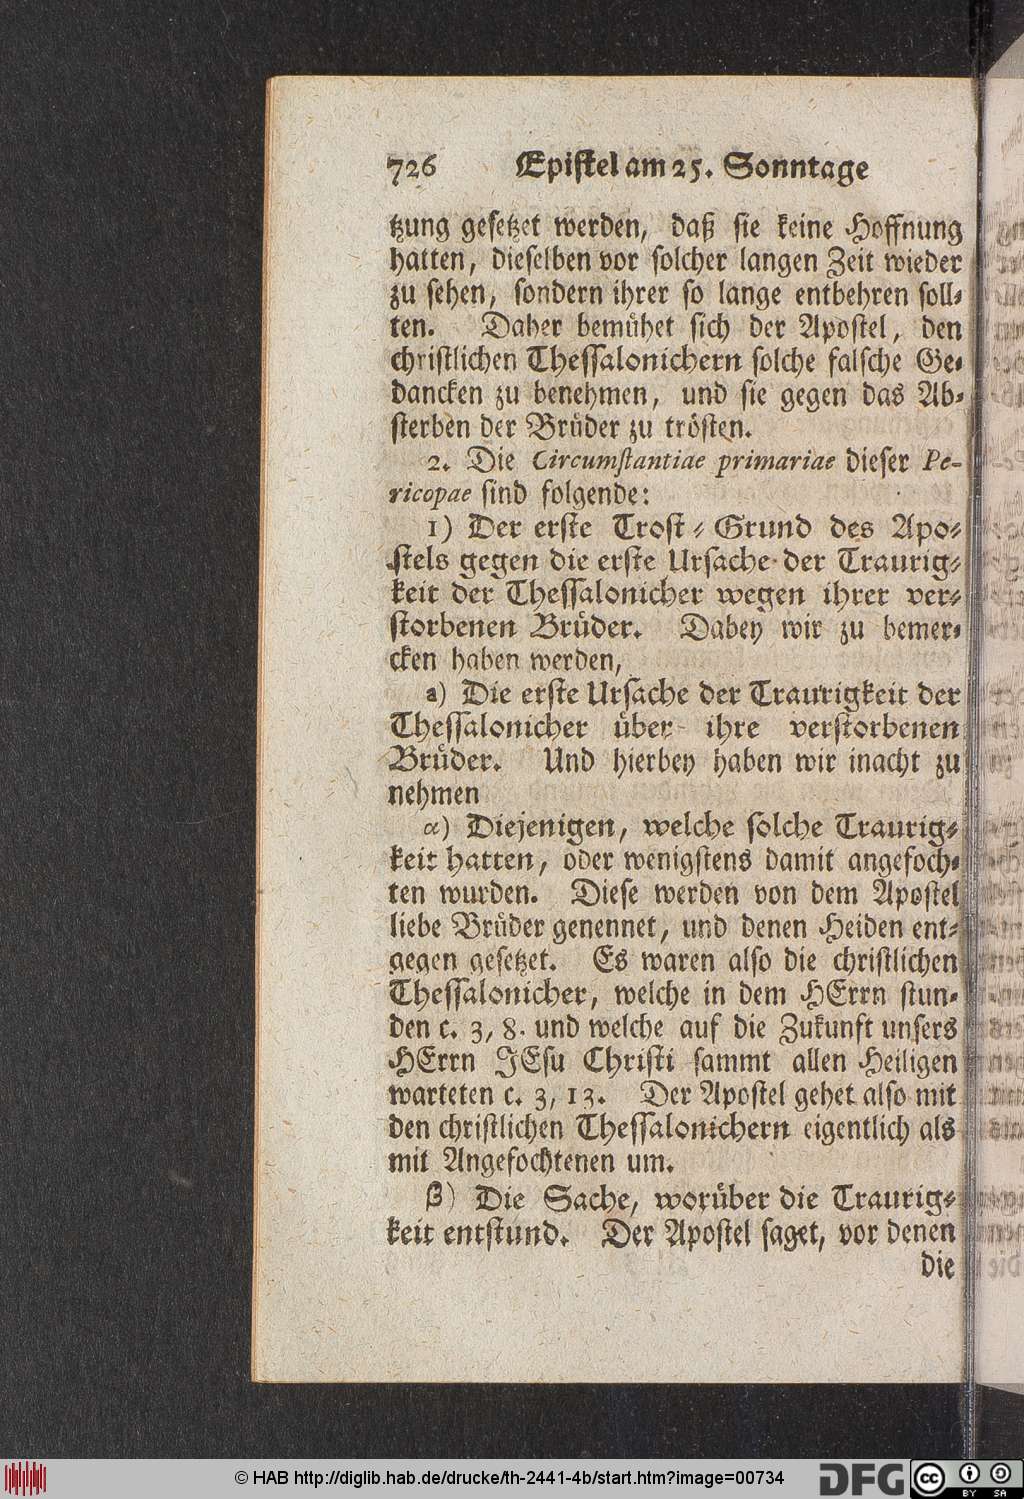 726 Epistel am 25. Sonntage
tzung gesetzet werden, daß sie keine Hoffnung
hatten, dieselben vor solcher langen Zeit wieder
zu sehen, sondern ihrer so lange entbehren soll-
ten. Daher bemühet sich der Apostel, den
christlichen Thessalonichern solche falsche Ge-
dancken zu benehmen, und sie gegen das Ab-
sterben der Brüder zu trösten.
2. Die Circumstantiae primariae dieser Pe-
ricopae sind folgende:
1) Der erste Trost-Grund des Apo-
stels gegen die erste Ursache der Traurig-
keit der Thessalonicher wegen ihrer ver-
storbenen Brüder. Dabey wir zu bemer-
cken haben werden,
a) Die erste Ursache der Traurigkeit der
Thessalonicher über ihre verstorbenen
Brüder. Und hierbey haben wir inacht zu
nehmen
α) Diejenigen, welche solche Traurig-
keit hatten, oder wenigstens damit angefoch-
ten wurden. Diese werden von dem Apostel
liebe Brüder genennet, und denen Heiden ent-
gegen gesetzet. Es waren also die christlichen
Thessalonicher, welche in dem HErrn stun-
den c. 3, 8. und welche auf die Zukunft unsers
HErrn JEsu Christi sammt allen Heiligen
warteten c. 3, 13. Der Apostel gehet also mit
den christlichen Thessalonichern eigentlich als
mit Angefochtenen um.
β) Die Sache, worüber die Traurig-
keit entstund. Der Apostel saget, vor denen
die
© HAB http://diglib.hab.de/drucke/th-2441-4b/start.htm?image=00734
DFG
cc BY SA